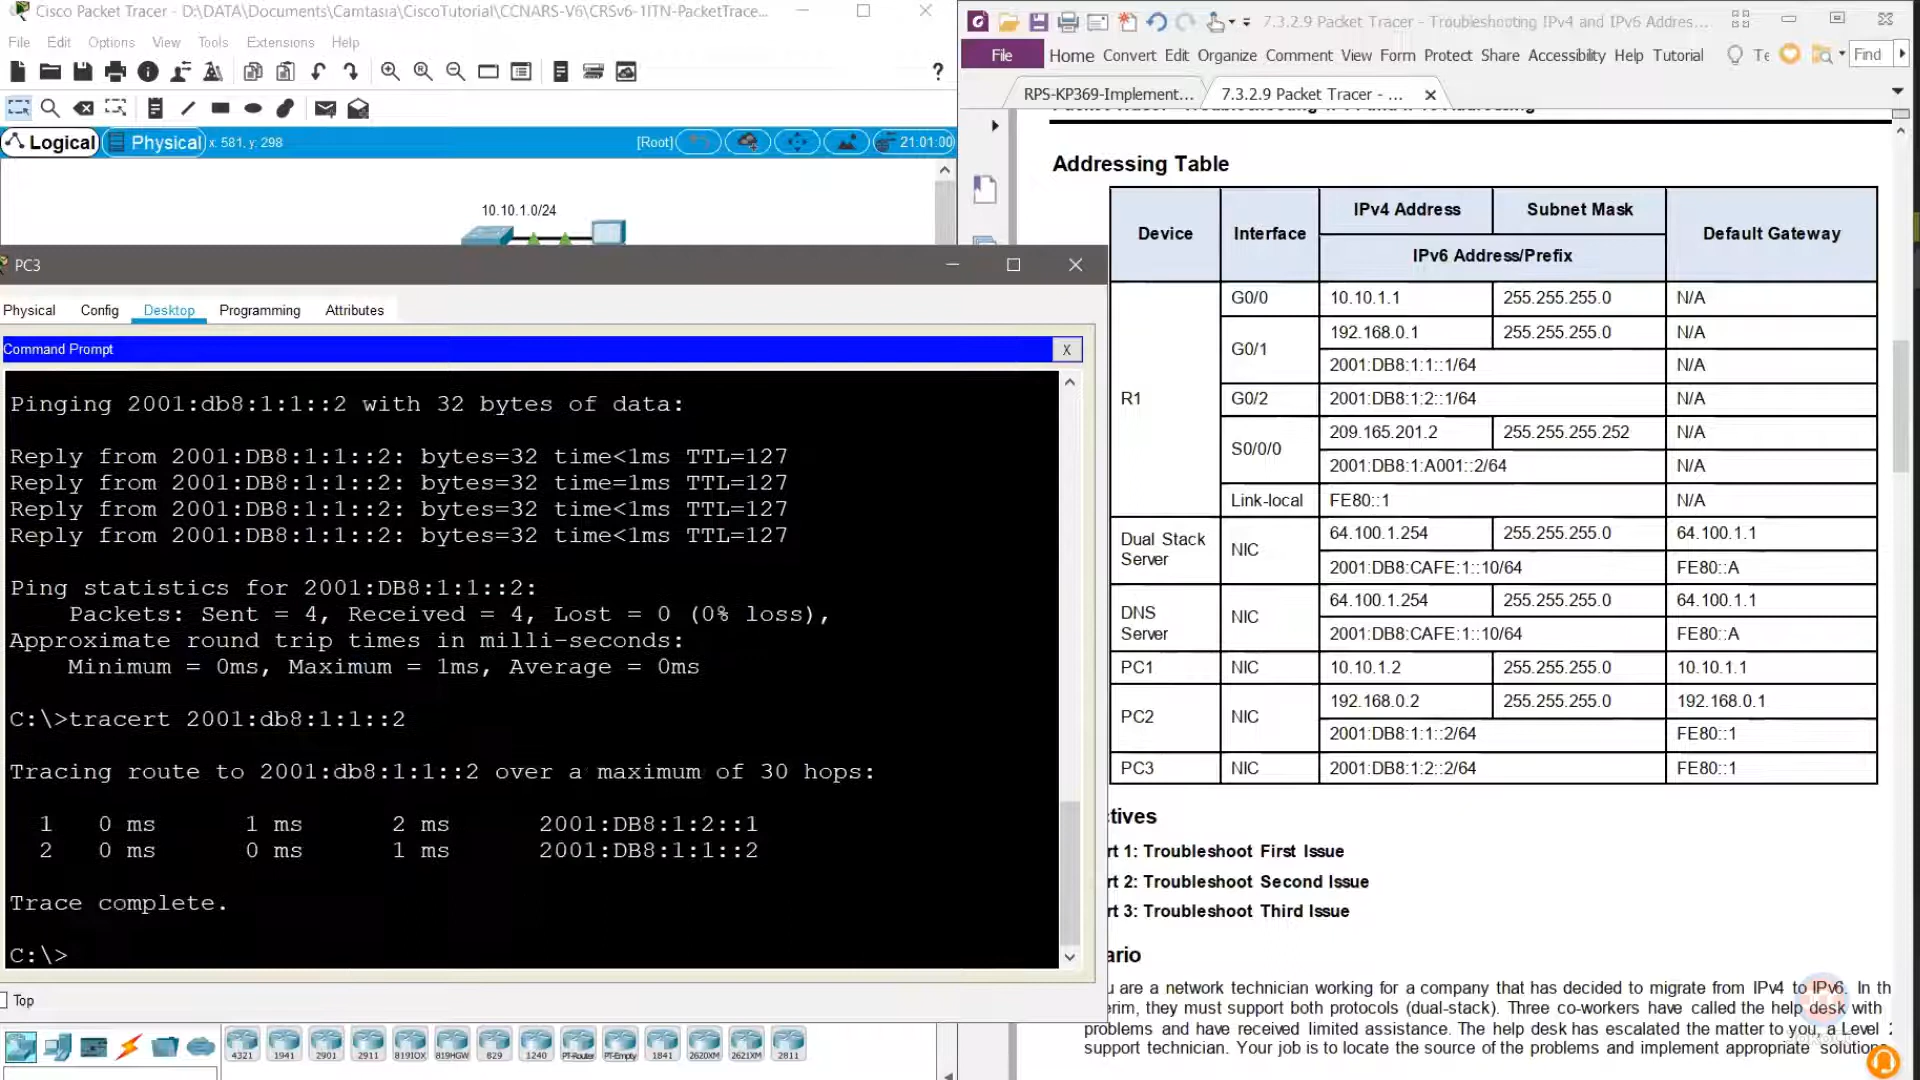 Cisco Packet Tracer - D:\DATA\Documents\Camtasia\CiscoTutorial\CCNARS-V6\CRSv6-1ITN-PacketTrace...
File Edit Options View Tools Extensions Help
?
Logical Physical x: 581, y: 298 [Root] 21:01:00
10.10.1.0/24
PC3
Physical Config Desktop Programming Attributes
Command Prompt X
Pinging 2001:db8:1:1::2 with 32 bytes of data:
Reply from 2001:DB8:1:1::2: bytes=32 time<1ms TTL=127
Reply from 2001:DB8:1:1::2: bytes=32 time=1ms TTL=127
Reply from 2001:DB8:1:1::2: bytes=32 time<1ms TTL=127
Reply from 2001:DB8:1:1::2: bytes=32 time<1ms TTL=127
Ping statistics for 2001:DB8:1:1::2:
Packets: Sent = 4, Received = 4, Lost = 0 (0% loss),
Approximate round trip times in milli-seconds:
Minimum = 0ms, Maximum = 1ms, Average = 0ms
C:\>tracert 2001:db8:1:1::2
Tracing route to 2001:db8:1:1::2 over a maximum of 30 hops:
1 0 ms 1 ms 2 ms 2001:DB8:1:2::1
2 0 ms 0 ms 1 ms 2001:DB8:1:1::2
Trace complete.
C:\>
Top
4321 1941 2901 2911 819IOX 819HGW 829 1240 PT-Router PT-Empty 1841 2620XM 2621XM 2811
7.3.2.9 Packet Tracer - Troubleshooting IPv4 and IPv6 Addres...
File Home Convert Edit Organize Comment View Form Protect Share Accessibility Help Tutorial Te Find
RPS-KP369-Implement... 7.3.2.9 Packet Tracer - ...
Addressing Table
Device Interface IPv4 Address Subnet Mask Default Gateway
IPv6 Address/Prefix
R1 G0/0 10.10.1.1 255.255.255.0 N/A
G0/1 192.168.0.1 255.255.255.0 N/A
2001:DB8:1:1::1/64 N/A
G0/2 2001:DB8:1:2::1/64 N/A
S0/0/0 209.165.201.2 255.255.255.252 N/A
2001:DB8:1:A001::2/64 N/A
Link-local FE80::1 N/A
Dual Stack Server NIC 64.100.1.254 255.255.255.0 64.100.1.1
2001:DB8:CAFE:1::10/64 FE80::A
DNS Server NIC 64.100.1.254 255.255.255.0 64.100.1.1
2001:DB8:CAFE:1::10/64 FE80::A
PC1 NIC 10.10.1.2 255.255.255.0 10.10.1.1
PC2 NIC 192.168.0.2 255.255.255.0 192.168.0.1
2001:DB8:1:1::2/64 FE80::1
PC3 NIC 2001:DB8:1:2::2/64 FE80::1
ctives
rt 1: Troubleshoot First Issue
rt 2: Troubleshoot Second Issue
rt 3: Troubleshoot Third Issue
ario
u are a network technician working for a company that has decided to migrate from IPv4 to IPv6. In th
erim, they must support both protocols (dual-stack). Three co-workers have called the help desk with
problems and have received limited assistance. The help desk has escalated the matter to you, a Level
support technician. Your job is to locate the source of the problems and implement appropriate solutions